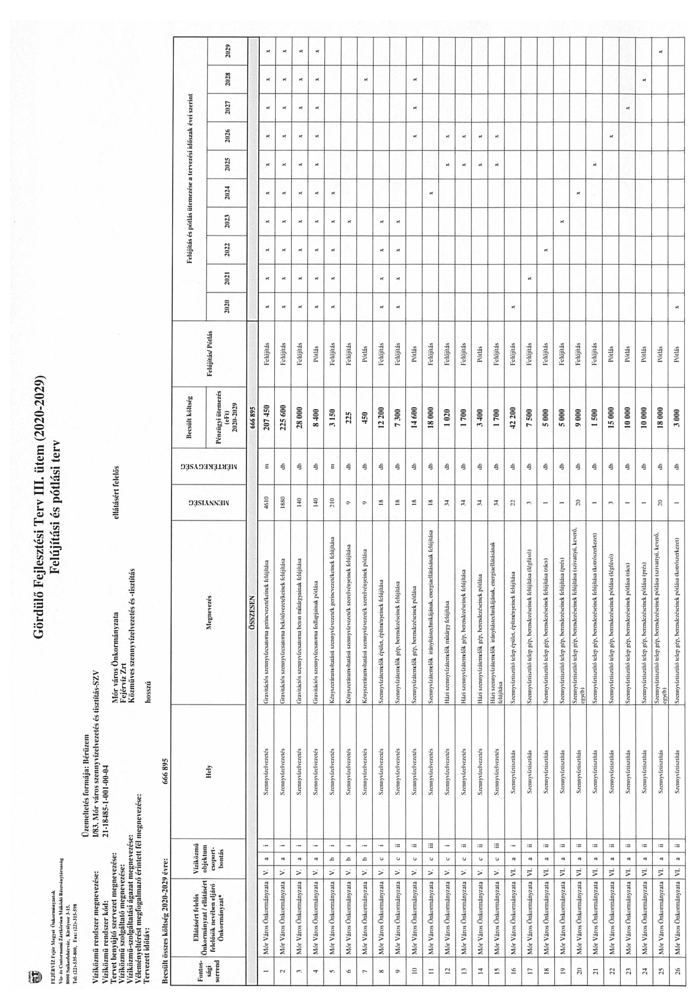 Gördülő Fejlesztési Terv III. ütem (2020-2029)
Felújítási és pótlási terv
FEJÉRVÍZ Fejér Megyei Önkormányzatok
Víz- és Csatornamű Zártkörűen Működő Részvénytársaság
8000 Székesfehérvár, Királysor 3-15.
Tel: (22)-535-800, Fax: (22)-315-598
Üzemeltetés formája: Bérüzem
Víziközmű rendszer megnevezése: I/83. Mór város szennyvízelvezetés és tisztítás-SZV
Víziközmű rendszer kód: 21-18485-1-001-00-04
Tervet benyújtó szervezet megnevezése: Mór város Önkormányzata ellátásért felelős
Víziközmű szolgáltató megnevezése: Fejérvíz Zrt
Víziközmű-szolgáltatási ágazat megnevezése: Közműves szennyvízelvezetés és -tisztítás
Véleményeltérést megfogalmazó érintett fél megnevezése:
Tervezett időtáv: hosszú
Becsült összes költség 2020-2029 évre: 666 895
Fontos-sági sorrend | Ellátásért felelős Önkormányzat / ellátásért felelősök nevében eljáró Önkormányzat* | Víziközmű objektum csoport-bontás | Hely | Megnevezés | MENNYISÉG | MÉRTÉKEGYSÉG | Becsült költség | Felújítás/ Pótlás | Felújítás és pótlás ütemezése a tervezési időszak évei szerint
Pénzügyi ütemezés (eFt) 2020-2029 | 2020 | 2021 | 2022 | 2023 | 2024 | 2025 | 2026 | 2027 | 2028 | 2029
ÖSSZESEN 666 895
1 Mór Város Önkormányzata V. a i Szennyvízelvezetés Gravitációs szennyvízcsatorna gerincvezetékeinek felújítása 4610 m 207 450 Felújítás x x x x x x x x x x
2 Mór Város Önkormányzata V. a i Szennyvízelvezetés Gravitációs szennyvízcsatorna bekötővezetékeinek felújítása 1880 db 225 600 Felújítás x x x x x x x x x x
3 Mór Város Önkormányzata V. a i Szennyvízelvezetés Gravitációs szennyvízcsatorna beton műtárgyainak felújítása 140 db 28 000 Felújítás x x x x x x x x x x
4 Mór Város Önkormányzata V. a i Szennyvízelvezetés Gravitációs szennyvízcsatorna fedlapjainak pótlása 140 db 8 400 Pótlás x x x x x x x x x x
5 Mór Város Önkormányzata V. b i Szennyvízelvezetés Kényszeráramoltatású szennyvízvezeték gerincvezetékeinek felújítása 210 m 3 150 Felújítás x x x x x
6 Mór Város Önkormányzata V. b i Szennyvízelvezetés Kényszeráramoltatású szennyvízvezeték szerelvényeinek felújítása 9 db 225 Felújítás x
7 Mór Város Önkormányzata V. b i Szennyvízelvezetés Kényszeráramoltatású szennyvízvezeték szerelvényeinek pótlása 9 db 450 Pótlás x
8 Mór Város Önkormányzata V. c i Szennyvízelvezetés Szennyvízátemelők épület, építményeinek felújítása 18 db 12 200 Felújítás x x x x
9 Mór Város Önkormányzata V. c ii Szennyvízelvezetés Szennyvízátemelők gép, berendezéseinek felújítása 18 db 7 300 Felújítás x x x x
10 Mór Város Önkormányzata V. c ii Szennyvízelvezetés Szennyvízátemelők gép, berendezéseinek pótlása 18 db 14 600 Pótlás x x x
11 Mór Város Önkormányzata V. c iii Szennyvízelvezetés Szennyvízátemelők irányítástechnikájának, energiaellátásának felújítása 18 db 18 000 Felújítás x
12 Mór Város Önkormányzata V. c i Szennyvízelvezetés Házi szennyvízátemelők műtárgy felújítása 34 db 1 020 Felújítás x x
13 Mór Város Önkormányzata V. c ii Szennyvízelvezetés Házi szennyvízátemelők gép, berendezéseinek felújítása 34 db 1 700 Felújítás x x
14 Mór Város Önkormányzata V. c ii Szennyvízelvezetés Házi szennyvízátemelők gép, berendezéseinek pótlása 34 db 3 400 Pótlás x x
15 Mór Város Önkormányzata V. c iii Szennyvízelvezetés Házi szennyvízátemelők irányítástechnikájának, energiaellátásának felújítása 34 db 1 700 Felújítás x x
16 Mór Város Önkormányzata VI. a i Szennyvíztisztítás Szennyvíztisztító telep épület, építményeinek felújítása 22 db 42 200 Felújítás x
17 Mór Város Önkormányzata VI. a ii Szennyvíztisztítás Szennyvíztisztító telep gép, berendezéseinek felújítása (légfúvó) 3 db 7 500 Felújítás x
18 Mór Város Önkormányzata VI. a ii Szennyvíztisztítás Szennyvíztisztító telep gép, berendezéseinek felújítása (rács) 1 db 5 000 Felújítás x
19 Mór Város Önkormányzata VI. a ii Szennyvíztisztítás Szennyvíztisztító telep gép, berendezéseinek felújítása (prés) 1 db 5 000 Felújítás x
20 Mór Város Önkormányzata VI. a ii Szennyvíztisztítás Szennyvíztisztító telep gép, berendezéseinek felújítása (szivattyú, keverő, egyéb) 20 db 9 000 Felújítás x
21 Mór Város Önkormányzata VI. a ii Szennyvíztisztítás Szennyvíztisztító telep gép, berendezéseinek felújítása (kotrószerkezet) 1 db 1 500 Felújítás x
22 Mór Város Önkormányzata VI. a ii Szennyvíztisztítás Szennyvíztisztító telep gép, berendezéseinek pótlása (légfúvó) 3 db 15 000 Pótlás x
23 Mór Város Önkormányzata VI. a ii Szennyvíztisztítás Szennyvíztisztító telep gép, berendezéseinek pótlása (rács) 1 db 10 000 Pótlás x
24 Mór Város Önkormányzata VI. a ii Szennyvíztisztítás Szennyvíztisztító telep gép, berendezéseinek pótlása (prés) 1 db 10 000 Pótlás x
25 Mór Város Önkormányzata VI. a ii Szennyvíztisztítás Szennyvíztisztító telep gép, berendezéseinek pótlása (szivattyú, keverő, egyéb) 20 db 18 000 Pótlás x
26 Mór Város Önkormányzata VI. a ii Szennyvíztisztítás Szennyvíztisztító telep gép, berendezéseinek pótlása (kotrószerkezet) 1 db 3 000 Pótlás x